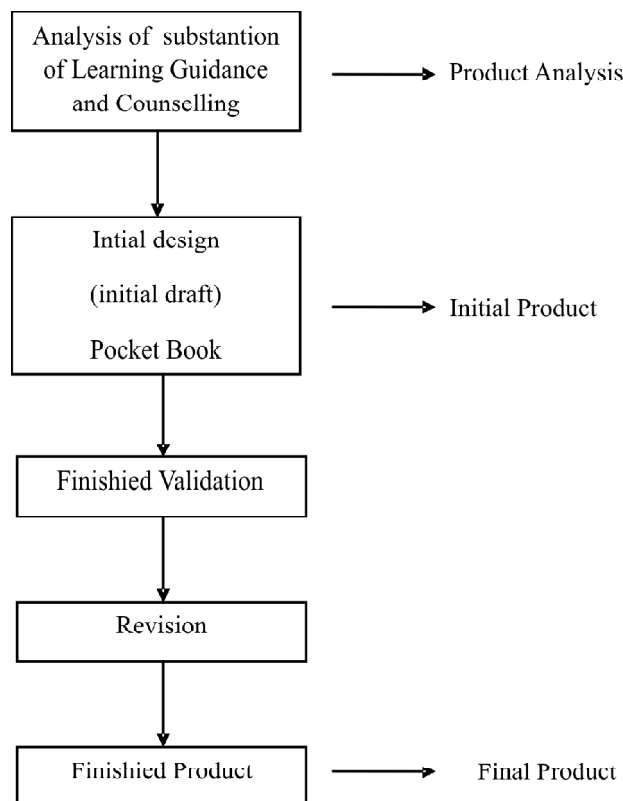 Analysis of substantion
of Learning Guidance
and Counselling
Product Analysis
Intial design
(initial draft)
Pocket Book
Initial Product
Finishied Validation
Revision
Finishied Product
Final Product